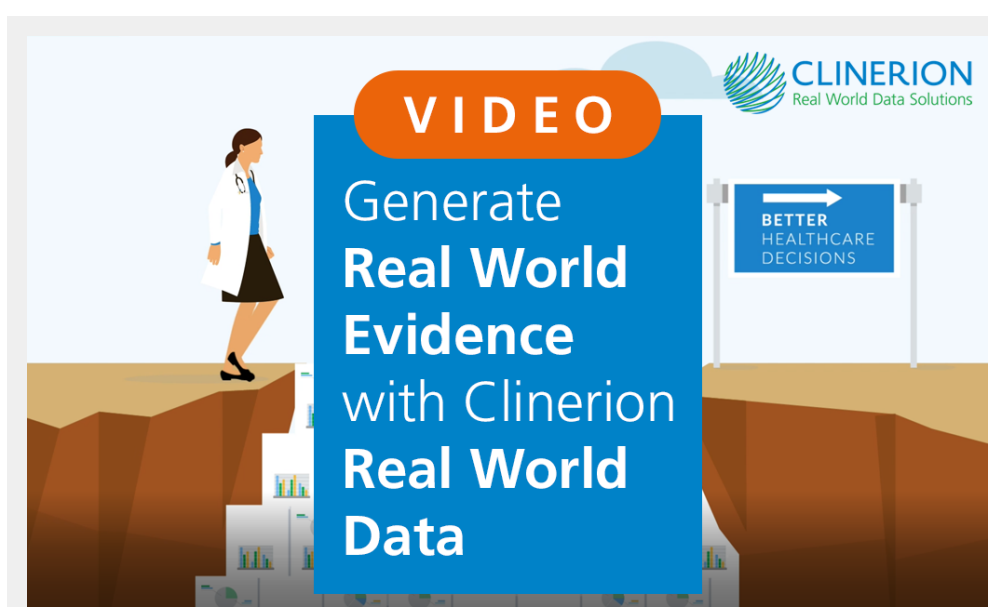 CLINERION
Real World Data Solutions
VIDEO
Generate
Real World
Evidence
with Clinerion
Real World
Data
BETTER
HEALTHCARE
DECISIONS